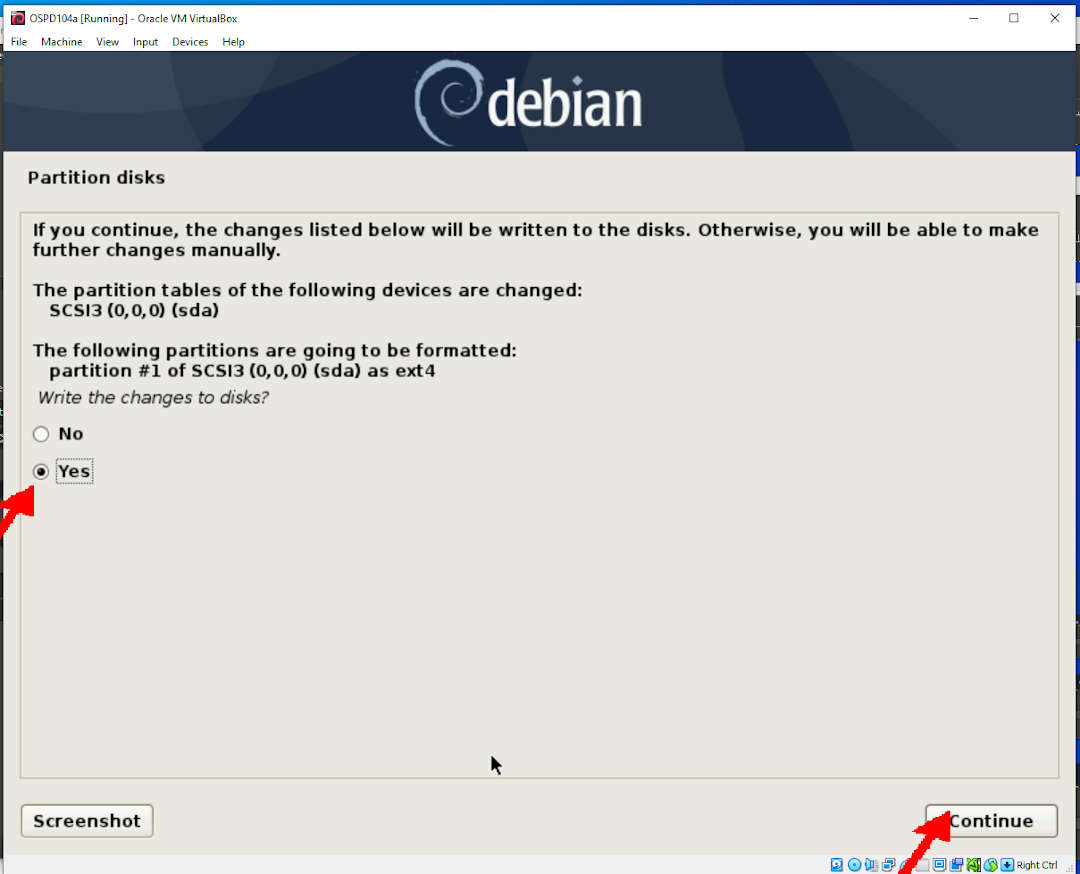 OSPD104a [Running] - Oracle VM VirtualBox
File Machine View Input Devices Help
debian
Partition disks
If you continue, the changes listed below will be written to the disks. Otherwise, you will be able to make
further changes manually.
The partition tables of the following devices are changed:
SCSI3 (0,0,0) (sda)
The following partitions are going to be formatted:
partition #1 of SCSI3 (0,0,0) (sda) as ext4
Write the changes to disks?
No
Yes
Screenshot
Continue
Right Ctrl